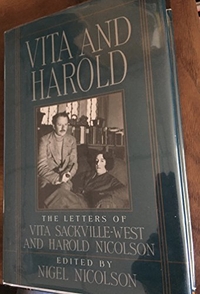 VITA AND
HAROLD
THE LETTERS OF
VITA SACKVILLE-WEST
AND HAROLD NICOLSON
EDITED BY
NIGEL NICOLSON